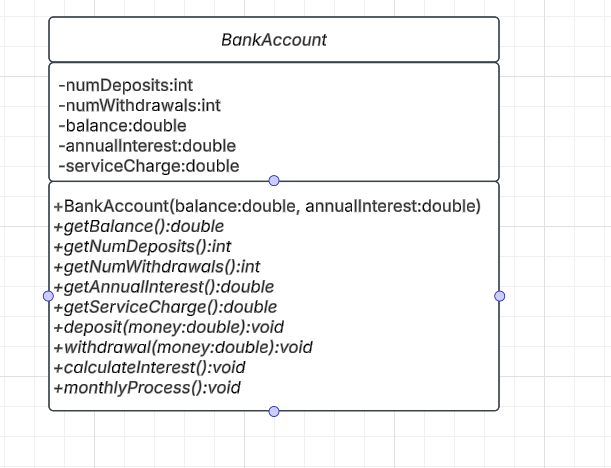 BankAccount
-numDeposits:int
-numWithdrawals:int
-balance:double
-annualInterest:double
-serviceCharge:double
+BankAccount(balance:double, annualInterest:double)
+getBalance():double
+getNumDeposits():int
+getNumWithdrawals():int
+getAnnualInterest():double
+getServiceCharge():double
+deposit(money:double):void
+withdrawal(money:double):void
+calculateInterest():void
+monthlyProcess():void